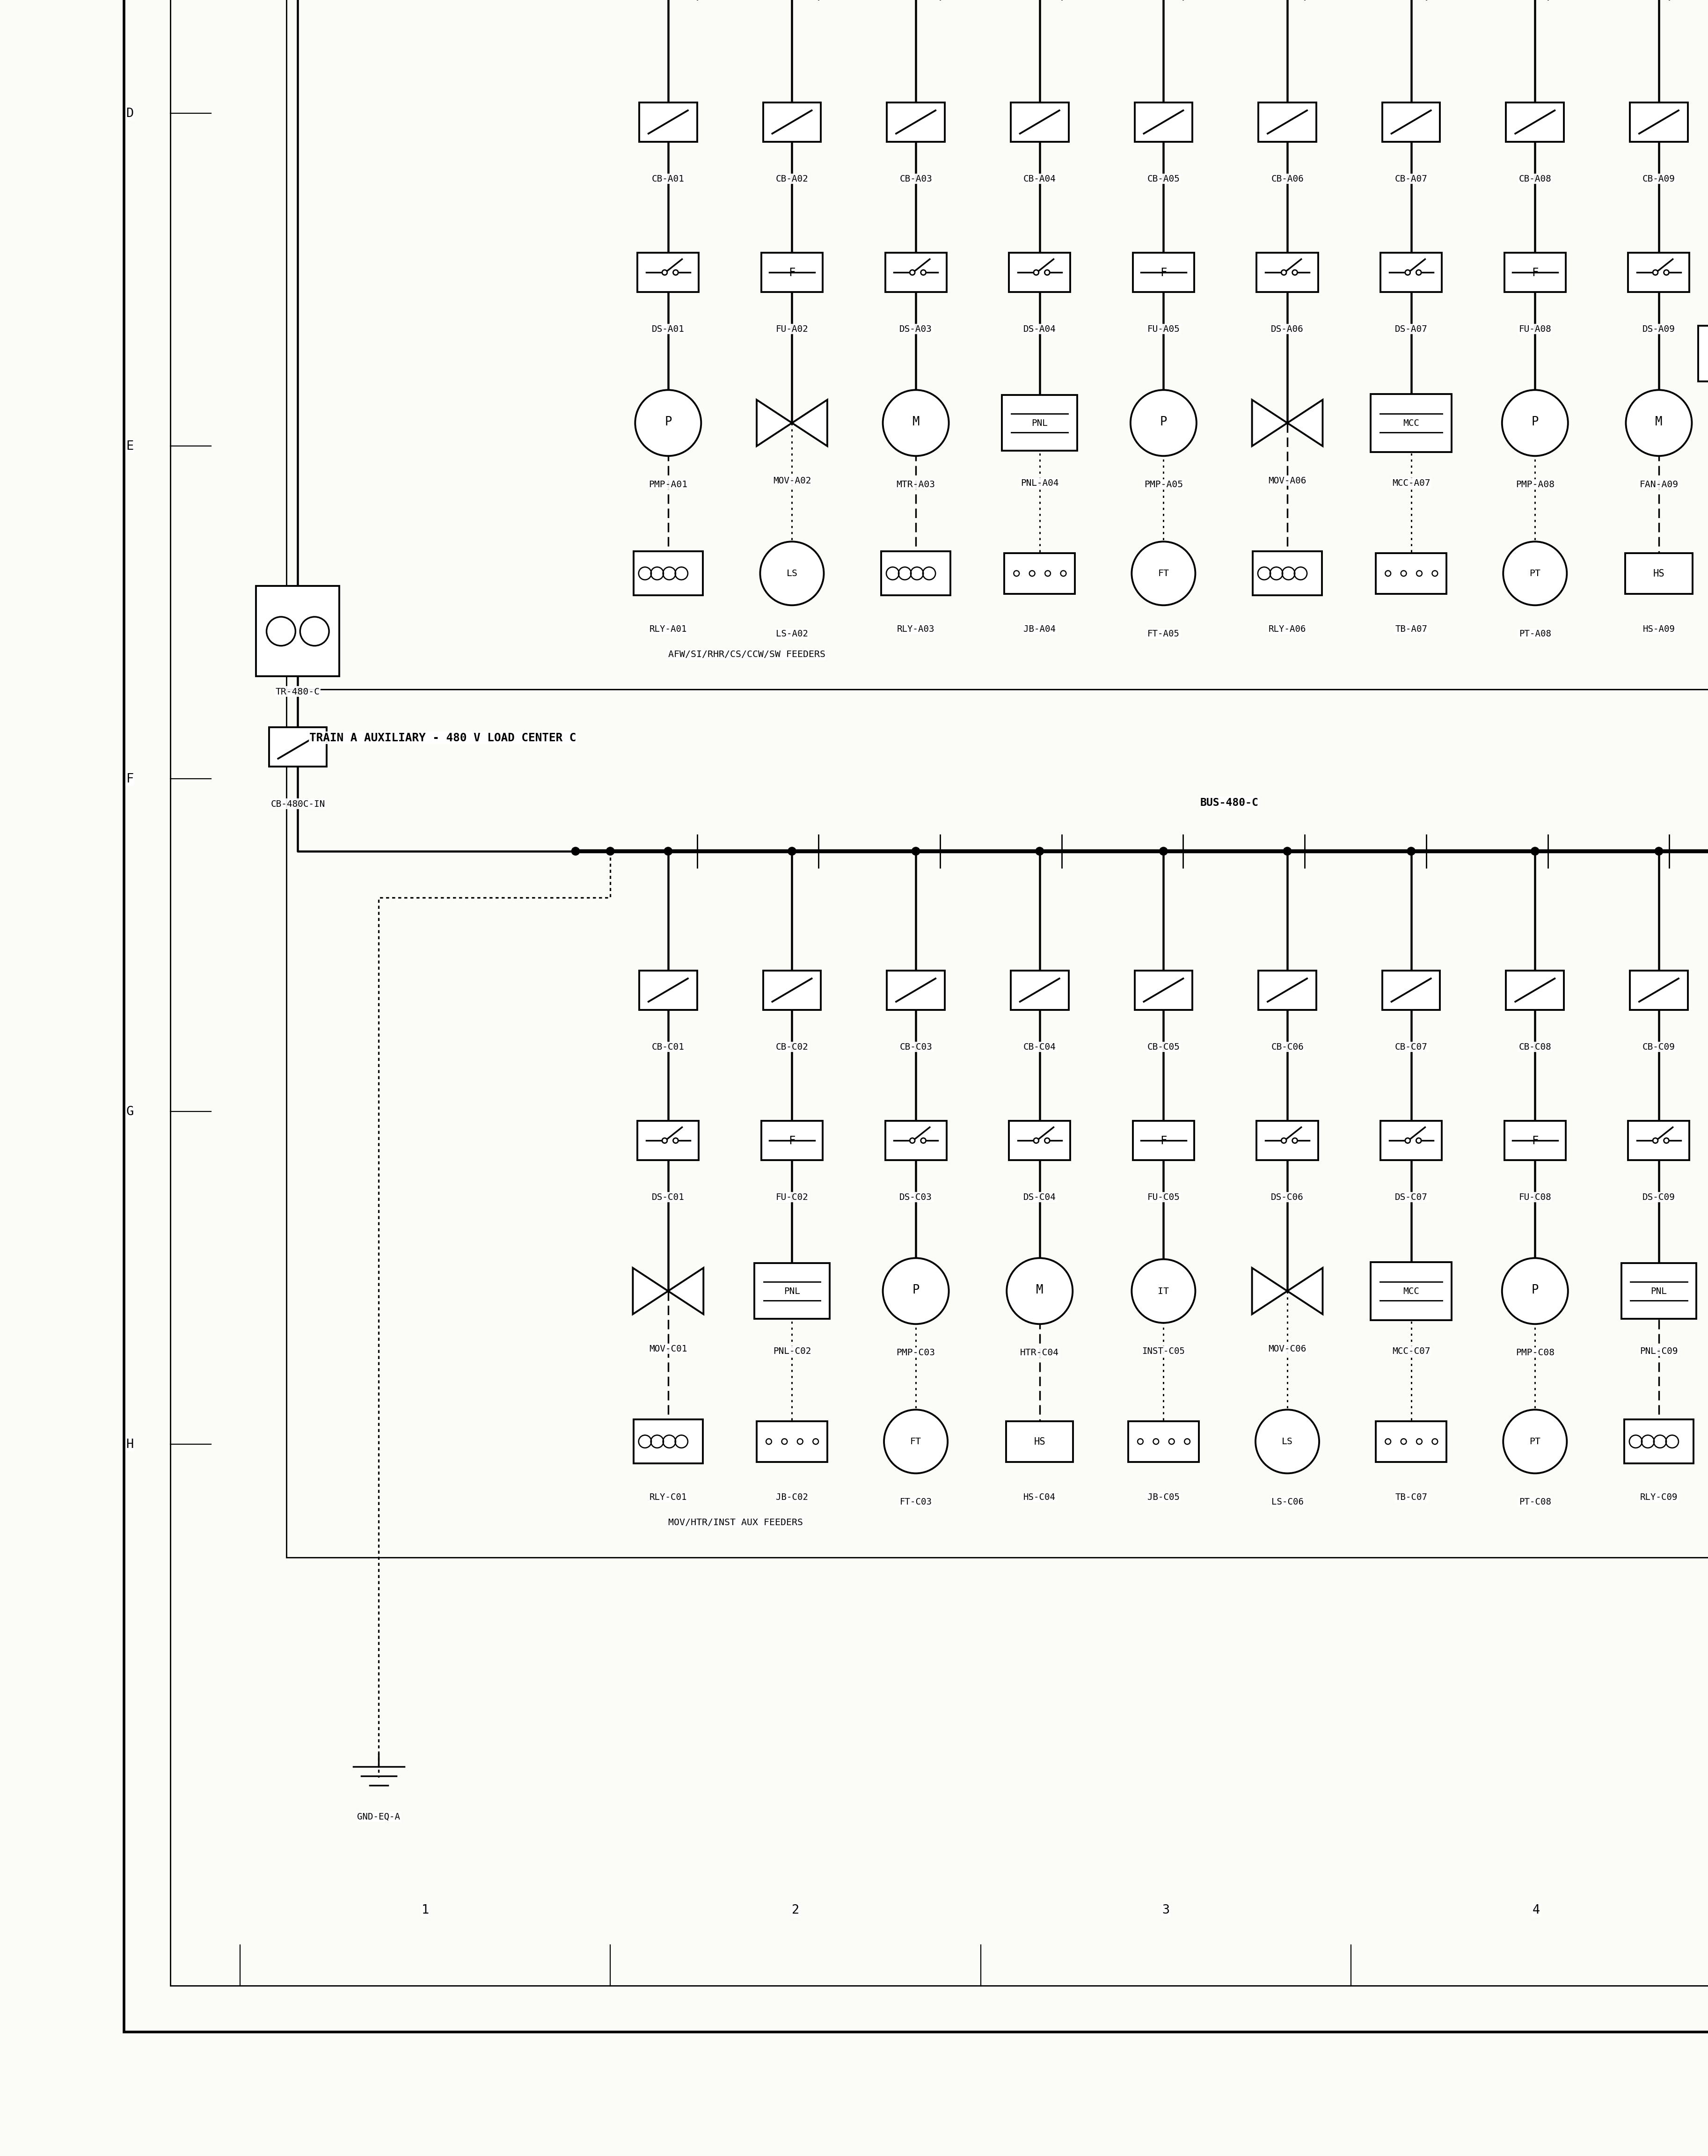 D
CB-A01 CB-A02 CB-A03 CB-A04 CB-A05 CB-A06 CB-A07 CB-A08 CB-A09
F F F
DS-A01 FU-A02 DS-A03 DS-A04 FU-A05 DS-A06 DS-A07 FU-A08 DS-A09
P M PNL P MCC P M
E
PMP-A01 MOV-A02 MTR-A03 PNL-A04 PMP-A05 MOV-A06 MCC-A07 PMP-A08 FAN-A09
LS FT PT HS
RLY-A01 LS-A02 RLY-A03 JB-A04 FT-A05 RLY-A06 TB-A07 PT-A08 HS-A09
AFW/SI/RHR/CS/CCW/SW FEEDERS
TR-480-C
TRAIN A AUXILIARY - 480 V LOAD CENTER C
F
CB-480C-IN BUS-480-C
CB-C01 CB-C02 CB-C03 CB-C04 CB-C05 CB-C06 CB-C07 CB-C08 CB-C09
G
F F F
DS-C01 FU-C02 DS-C03 DS-C04 FU-C05 DS-C06 DS-C07 FU-C08 DS-C09
PNL P M IT MCC P PNL
MOV-C01 PNL-C02 PMP-C03 HTR-C04 INST-C05 MOV-C06 MCC-C07 PMP-C08 PNL-C09
H
FT HS LS PT
RLY-C01 JB-C02 FT-C03 HS-C04 JB-C05 LS-C06 TB-C07 PT-C08 RLY-C09
MOV/HTR/INST AUX FEEDERS
GND-EQ-A
1 2 3 4